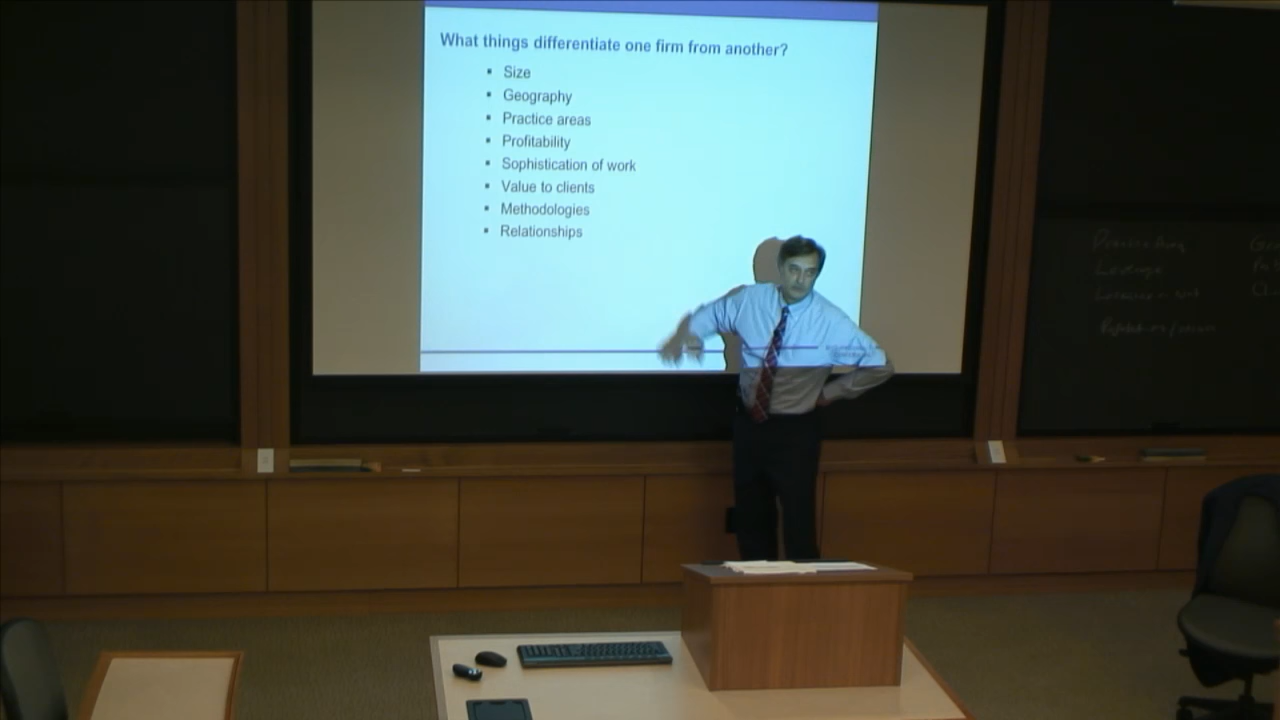 What things differentiate one firm from another?
▪ Size
▪ Geography
▪ Practice areas
▪ Profitability
▪ Sophistication of work
▪ Value to clients
▪ Methodologies
▪ Relationships
Leverage